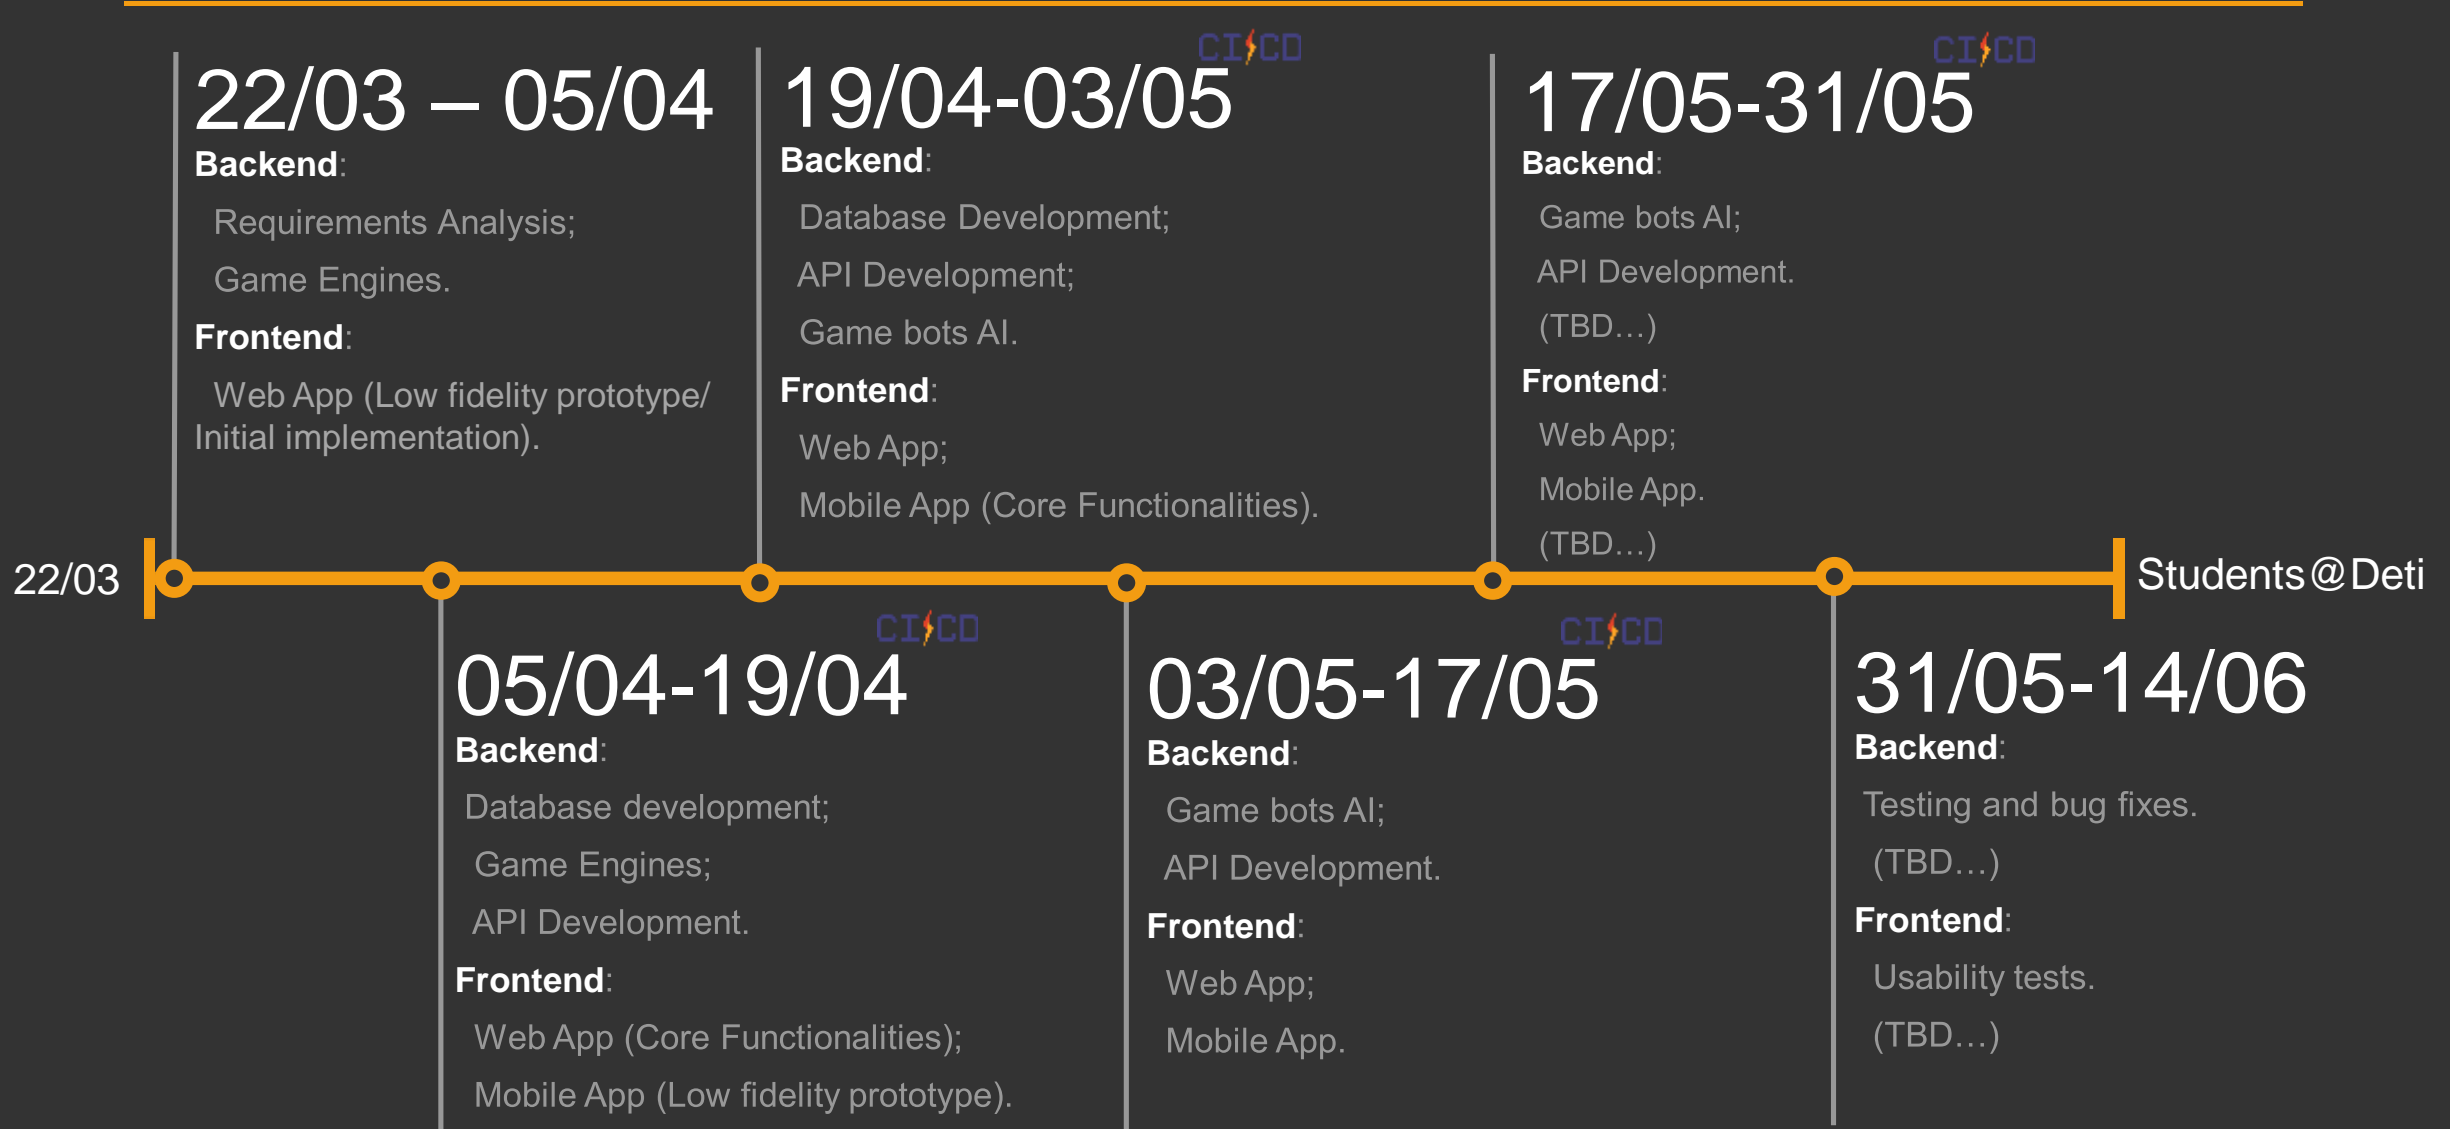 22/03 – 05/04
Backend:
Requirements Analysis;
Game Engines.
Frontend:
Web App (Low fidelity prototype/
Initial implementation).
CI CD
19/04-03/05
Backend:
Database Development;
API Development;
Game bots AI.
Frontend:
Web App;
Mobile App (Core Functionalities).
CI CD
17/05-31/05
Backend:
Game bots AI;
API Development.
(TBD…)
Frontend:
Web App;
Mobile App.
(TBD…)
22/03
Students@Deti
CI CD
05/04-19/04
Backend:
Database development;
Game Engines;
API Development.
Frontend:
Web App (Core Functionalities);
Mobile App (Low fidelity prototype).
CI CD
03/05-17/05
Backend:
Game bots AI;
API Development.
Frontend:
Web App;
Mobile App.
31/05-14/06
Backend:
Testing and bug fixes.
(TBD…)
Frontend:
Usability tests.
(TBD…)